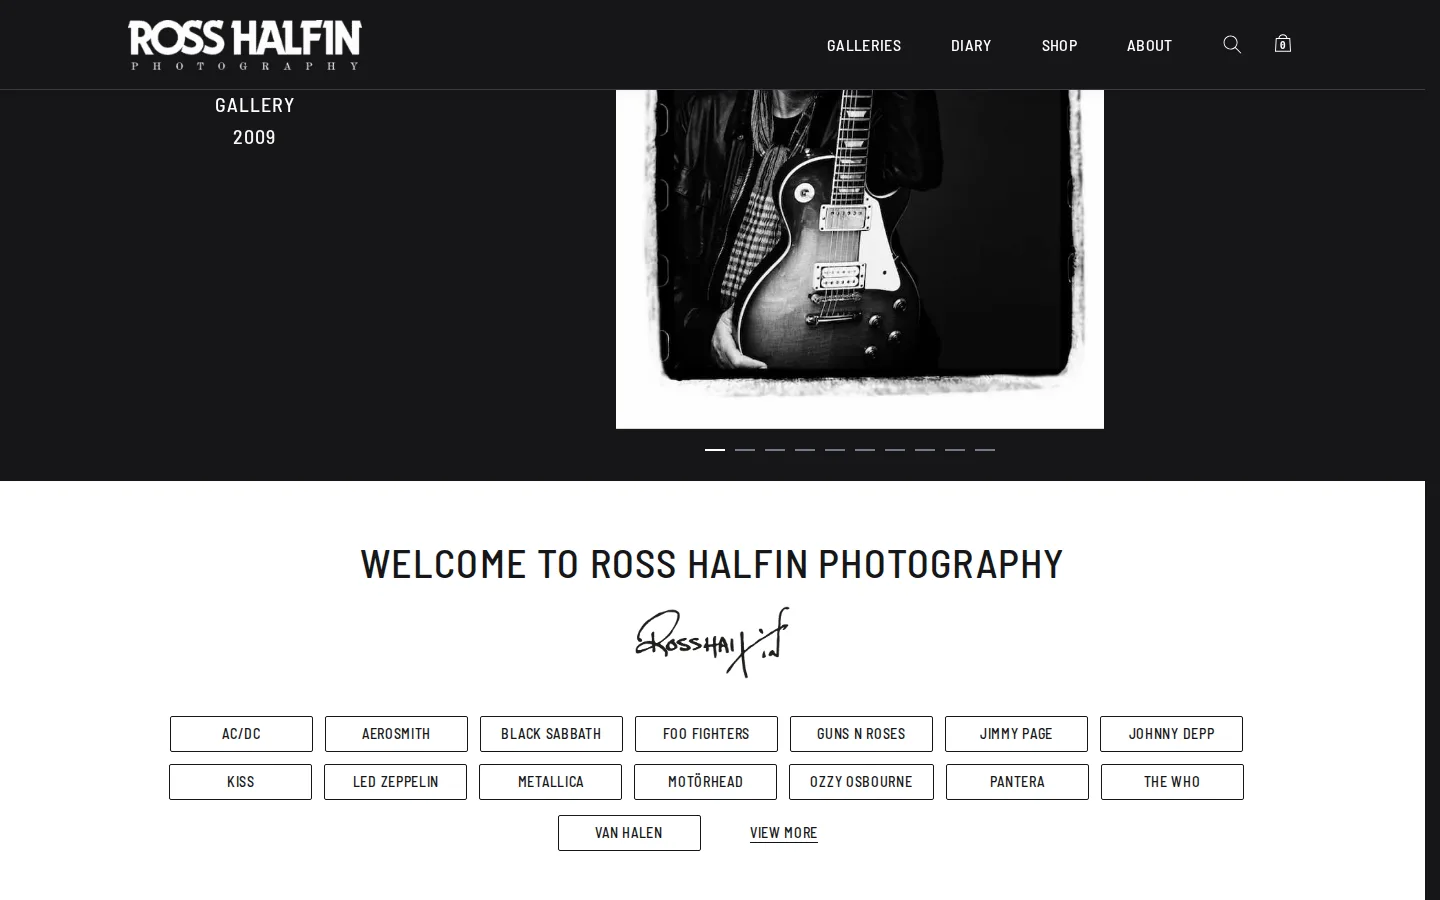 ROSS HALFIN
PHOTOGRAPHY
GALLERIES DIARY SHOP ABOUT
0
GALLERY
2009
WELCOME TO ROSS HALFIN PHOTOGRAPHY
ROSS HALFIN
AC/DC AEROSMITH BLACK SABBATH FOO FIGHTERS GUNS N ROSES JIMMY PAGE JOHNNY DEPP
KISS LED ZEPPELIN METALLICA MOTÖRHEAD OZZY OSBOURNE PANTERA THE WHO
VAN HALEN VIEW MORE